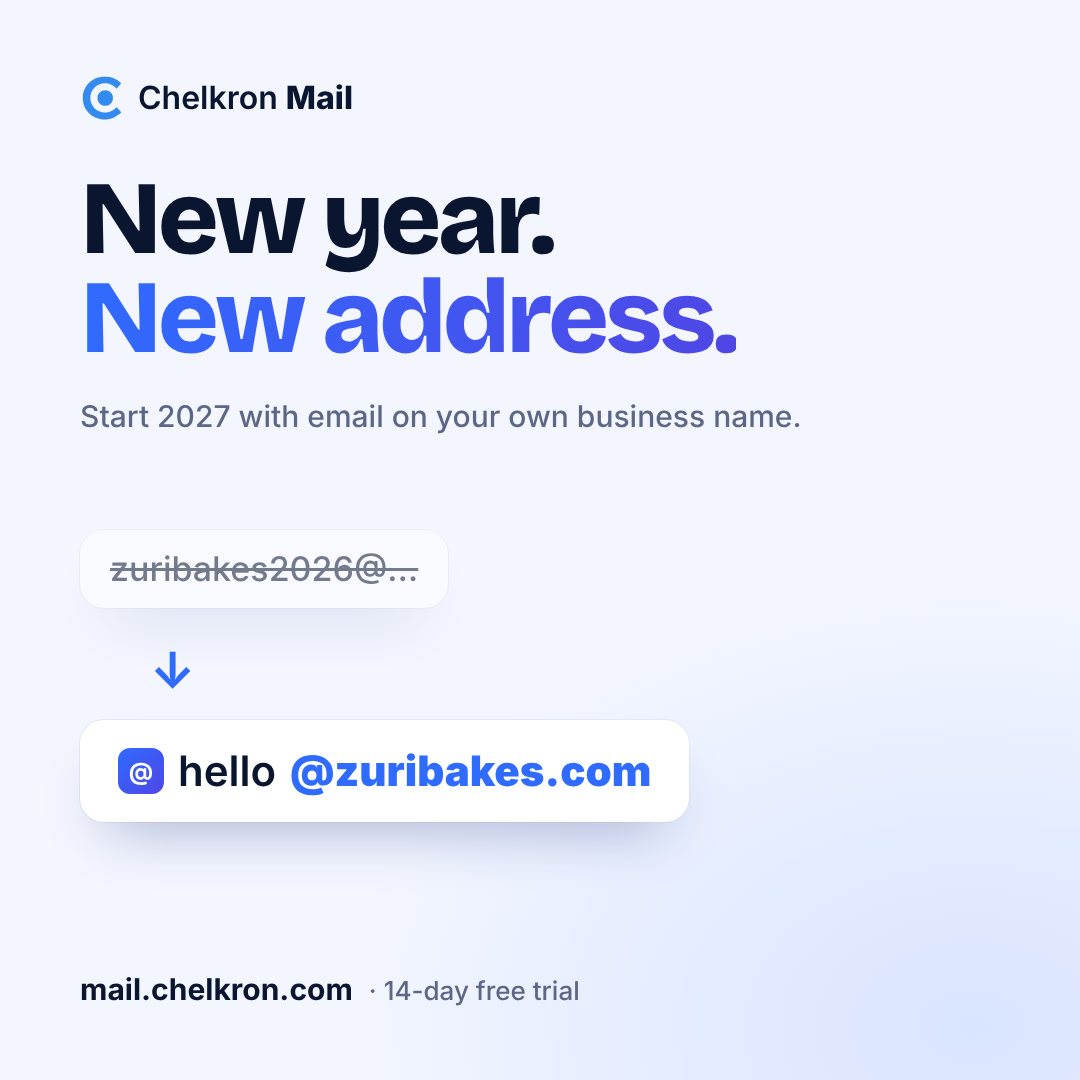 Chelkron Mail
New year.
New address.
Start 2027 with email on your own business name.
zuribakes2026@...
↓
@ hello @zuribakes.com
mail.chelkron.com · 14-day free trial